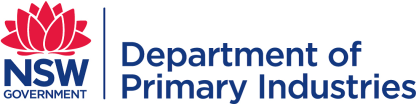 NSW
GOVERNMENT
Department of
Primary Industries